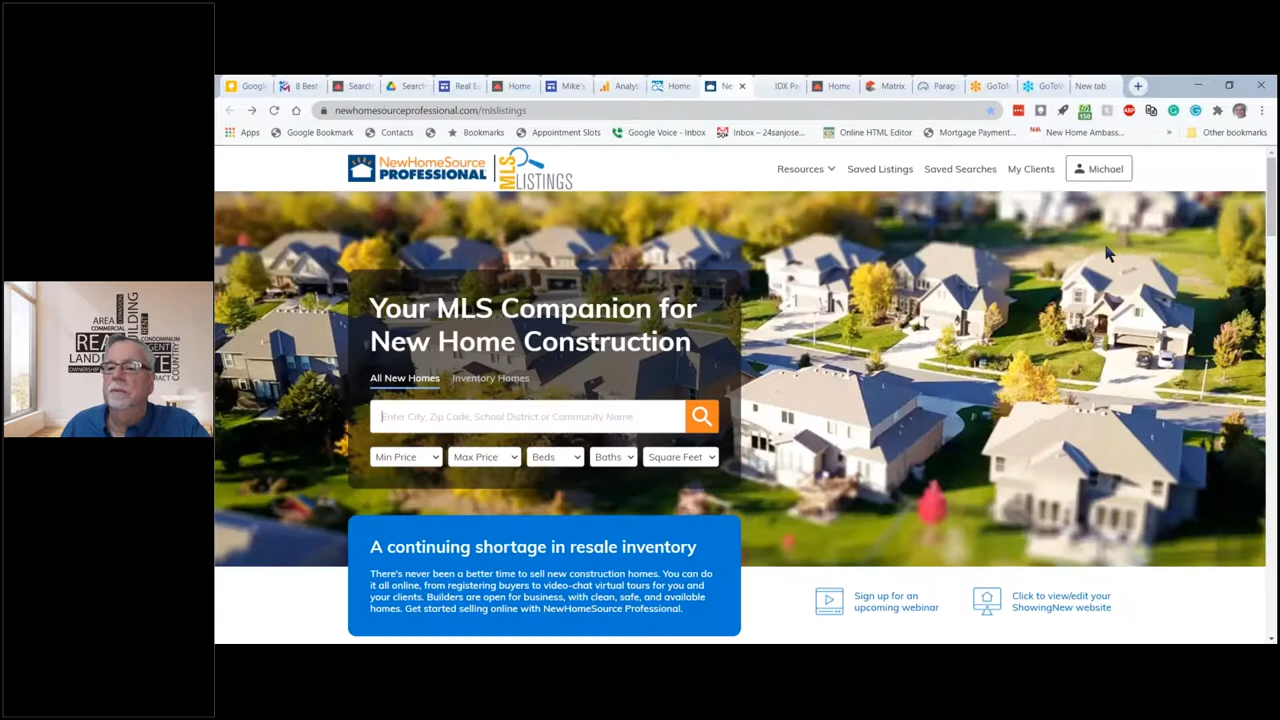 Google
8 Best
Search
Search
Real E
Home
Mike's
Analyt
Home
Ne
IDX Pa
Home
Matrix
Parag
GoToM
GoToW
New tab
newhomesourceprofessional.com/mlslistings
Apps
Google Bookmark
Contacts
Bookmarks
Appointment Slots
Google Voice - Inbox
Inbox – 24sanjose...
Online HTML Editor
Mortgage Payment...
New Home Ambass...
Other bookmarks
NewHomeSource
PROFESSIONAL
MLS
LISTINGS
Resources
Saved Listings
Saved Searches
My Clients
Michael
Your MLS Companion for
New Home Construction
All New Homes
Inventory Homes
Enter City, Zip Code, School District or Community Name
Min Price
Max Price
Beds
Baths
Square Feet
A continuing shortage in resale inventory
There's never been a better time to sell new construction homes. You can do
it all online, from registering buyers to video-chat virtual tours for you and
your clients. Builders are open for business, with clean, safe, and available
homes. Get started selling online with NewHomeSource Professional.
Sign up for an
upcoming webinar
Click to view/edit your
ShowingNew website
AREA
COMMERCIAL
BUILDING
CONDOMINIUM
COUNTRY